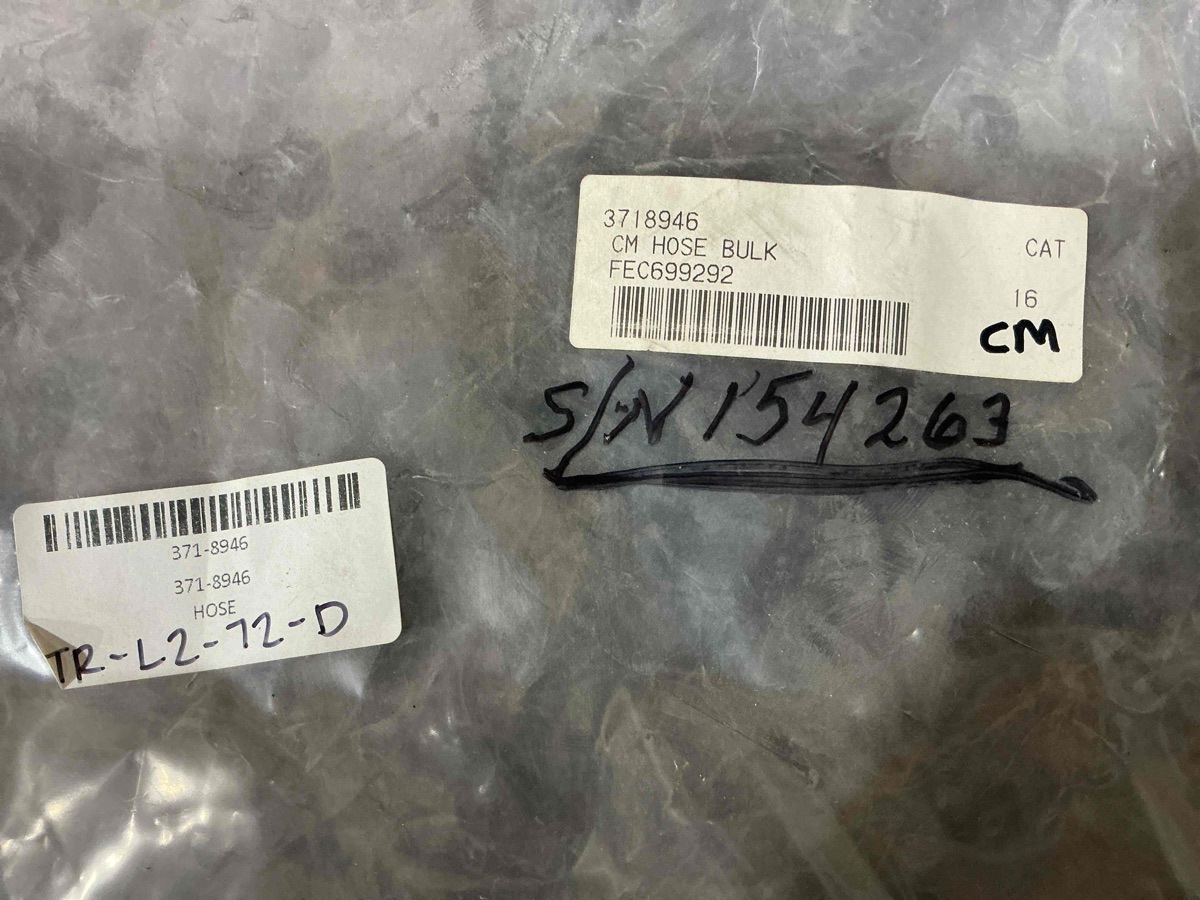 3718946
CM HOSE BULK CAT
FEC699292
16
CM
S/N 154263
371-8946
371-8946
HOSE
TR-L2-72-D